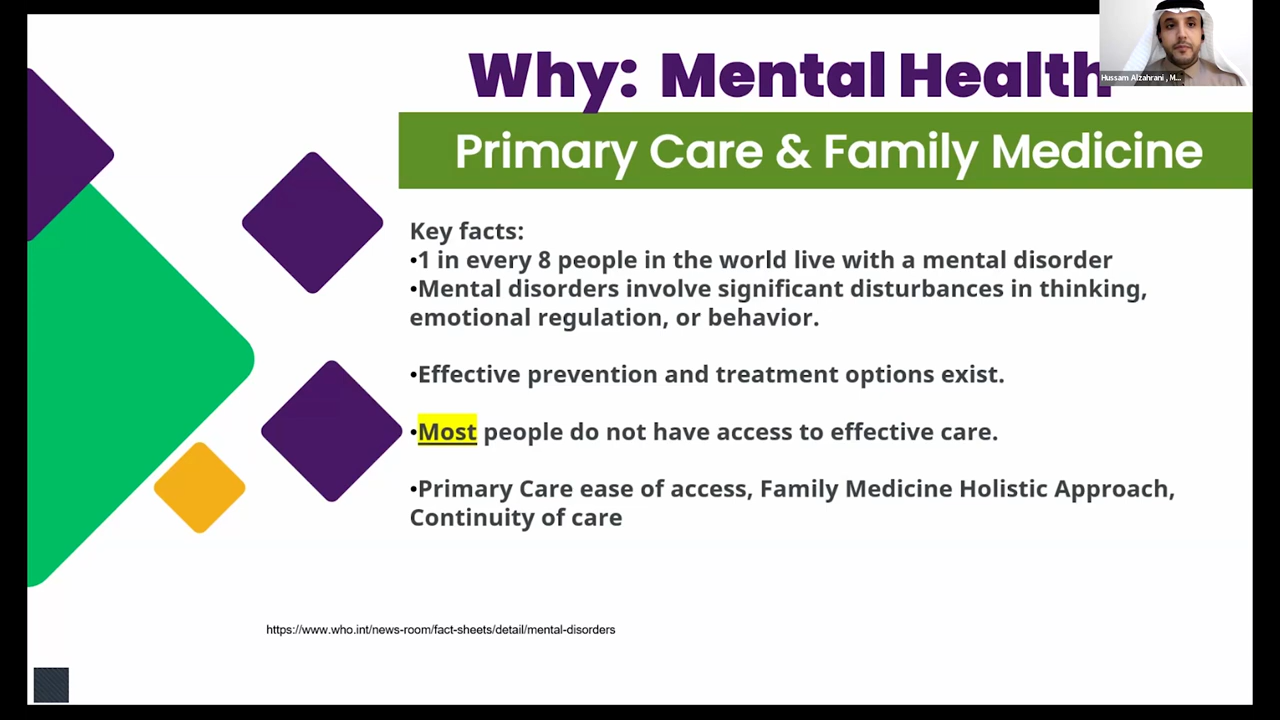 Why: Mental Health
Hussam Alzahrani , M...
Primary Care & Family Medicine
Key facts:
•1 in every 8 people in the world live with a mental disorder
•Mental disorders involve significant disturbances in thinking,
emotional regulation, or behavior.
•Effective prevention and treatment options exist.
•Most people do not have access to effective care.
•Primary Care ease of access, Family Medicine Holistic Approach,
Continuity of care
https://www.who.int/news-room/fact-sheets/detail/mental-disorders